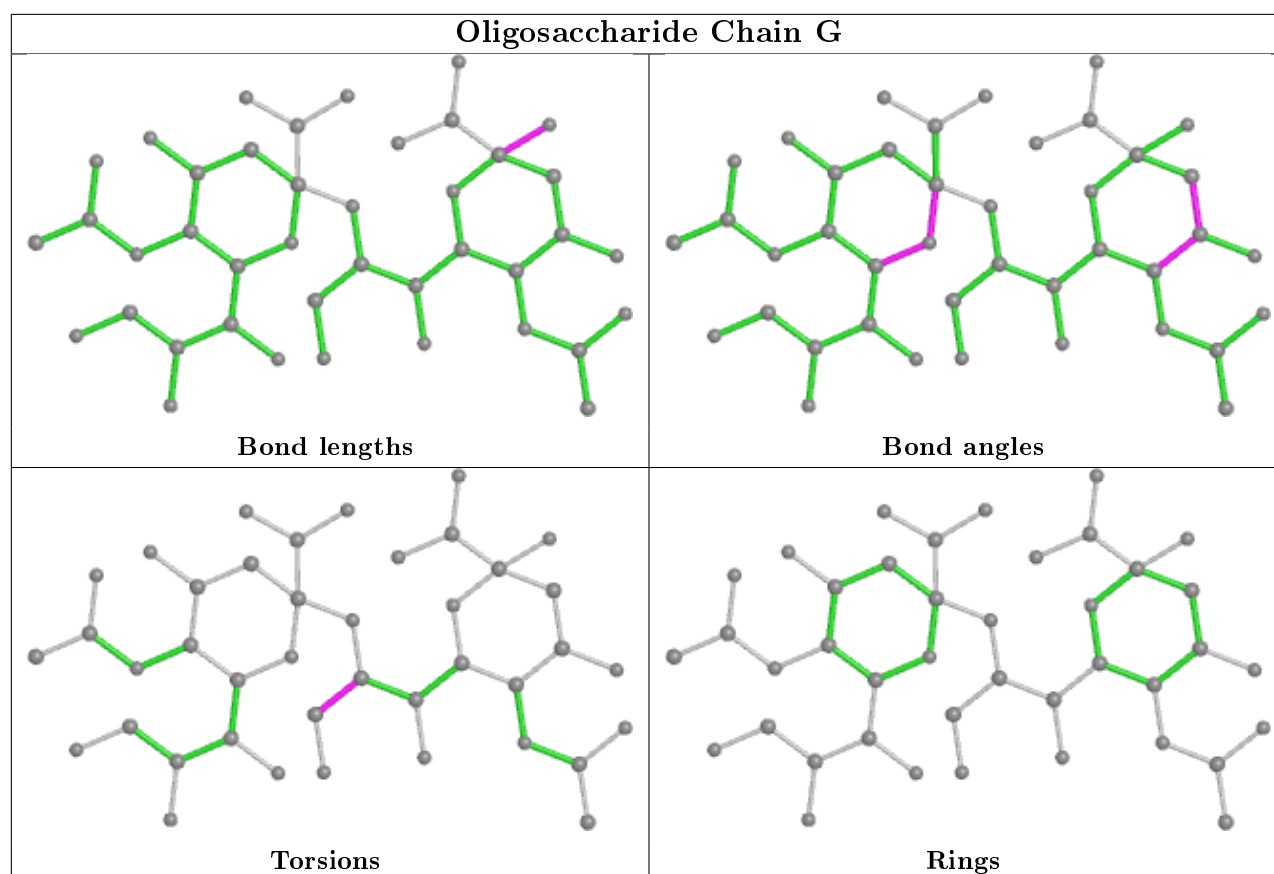 Oligosaccharide Chain G
Bond lengths
Bond angles
Torsions
Rings